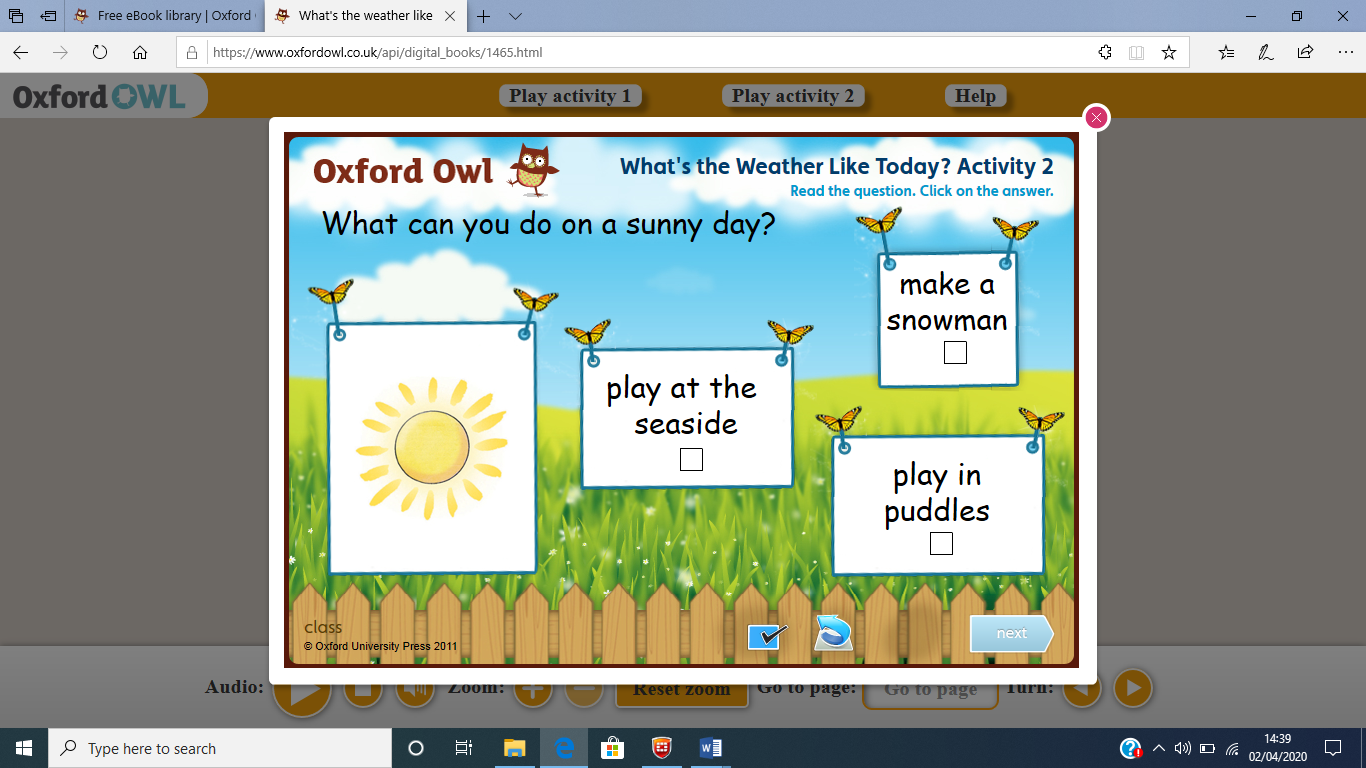 Free eBook library | Oxford
What's the weather like
https://www.oxfordowl.co.uk/api/digital_books/1465.html
Oxford OWL
Play activity 1
Play activity 2
Help
Oxford Owl
What's the Weather Like Today? Activity 2
Read the question. Click on the answer.
What can you do on a sunny day?
make a
snowman
play at the
seaside
play in
puddles
class
© Oxford University Press 2011
next
Audio:
Zoom:
Reset zoom
Go to page:
Go to page
Turn:
Type here to search
14:39
02/04/2020